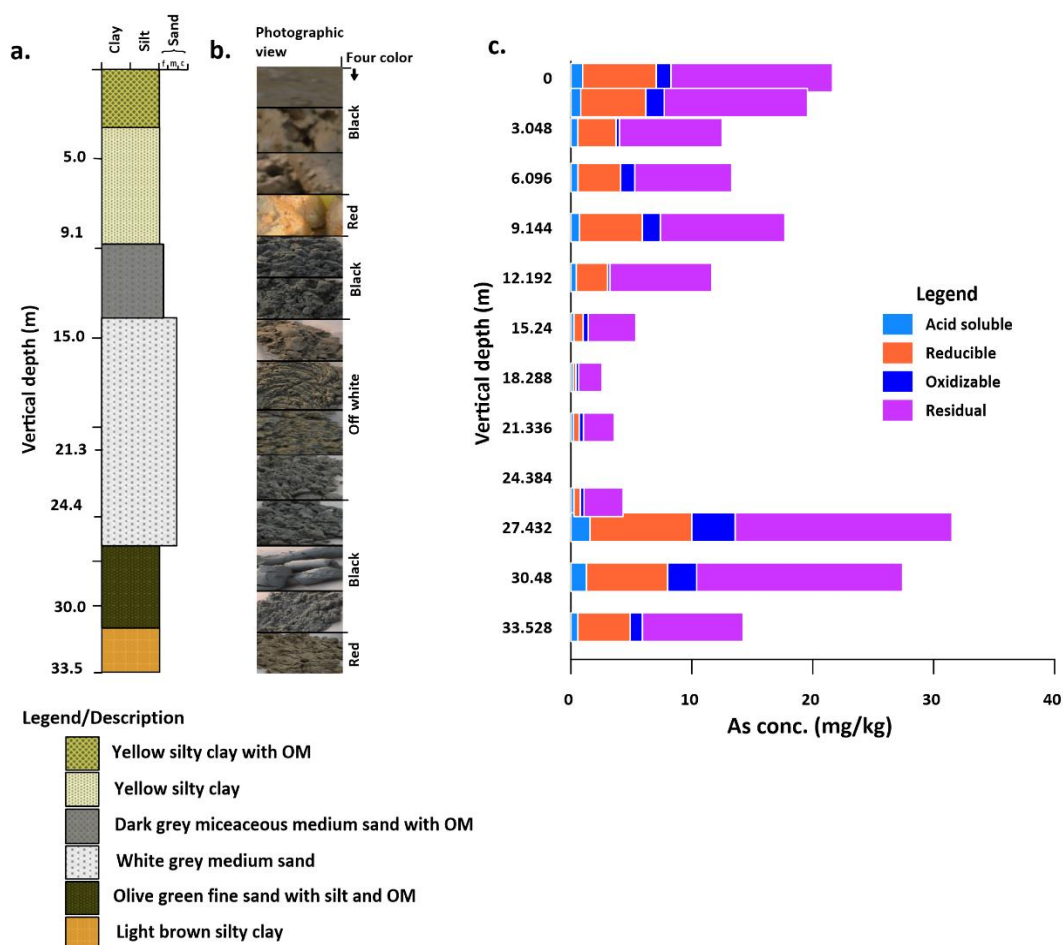 a.
Clay
Silt
Sand
f m c
Vertical depth (m)
5.0
9.1
15.0
21.3
24.4
30.0
33.5
b.
Photographic
view
Four color
Black
Red
Black
Off white
Black
Red
c.
Vertical depth (m)
0
3.048
6.096
9.144
12.192
15.24
18.288
21.336
24.384
27.432
30.48
33.528
0 10 20 30 40
As conc. (mg/kg)
Legend
Acid soluble
Reducible
Oxidizable
Residual
Legend/Description
Yellow silty clay with OM
Yellow silty clay
Dark grey miceaceous medium sand with OM
White grey medium sand
Olive green fine sand with silt and OM
Light brown silty clay